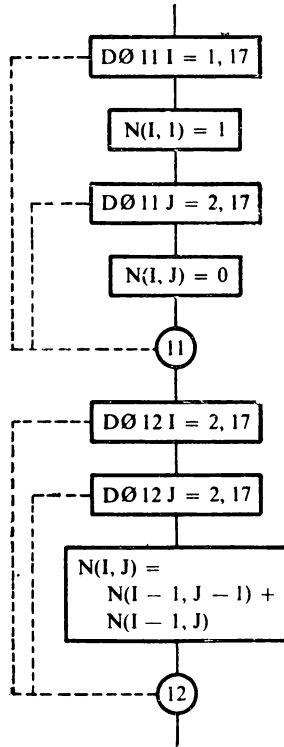 DØ 11 I = 1, 17
N(I, 1) = 1
DØ 11 J = 2, 17
N(I, J) = 0
11
DØ 12 I = 2, 17
DØ 12 J = 2, 17
N(I, J) =
N(I − 1, J − 1) +
N(I − 1, J)
12